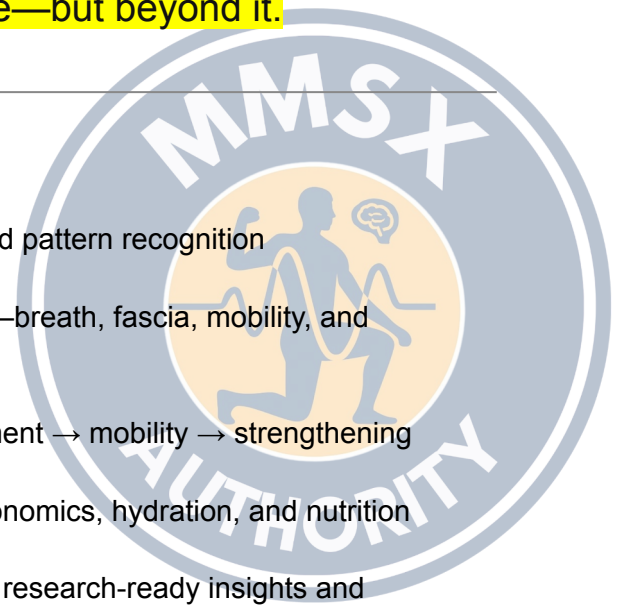 e—but beyond it.
MMSX
d pattern recognition
–breath, fascia, mobility, and
nent → mobility → strengthening
onomics, hydration, and nutrition
AUTHORITY
research-ready insights and